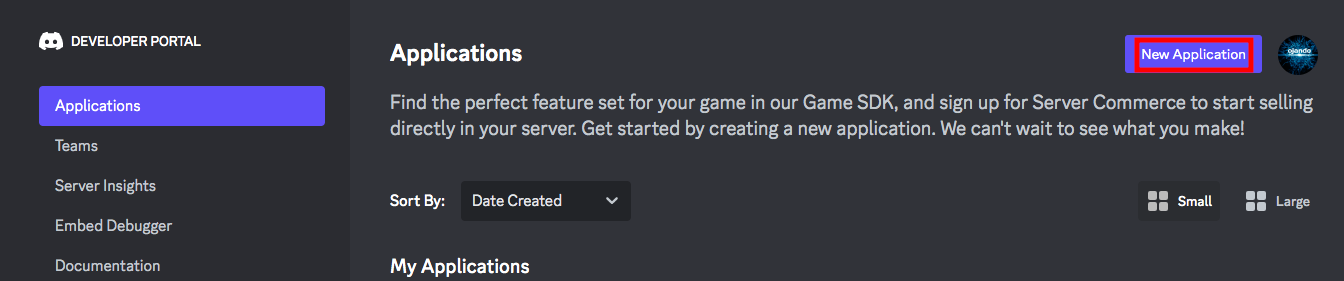 DEVELOPER PORTAL
Applications
Teams
Server Insights
Embed Debugger
Documentation
Applications
New Application
ojando
Find the perfect feature set for your game in our Game SDK, and sign up for Server Commerce to start selling
directly in your server. Get started by creating a new application. We can't wait to see what you make!
Sort By:
Date Created
Small
Large
My Applications